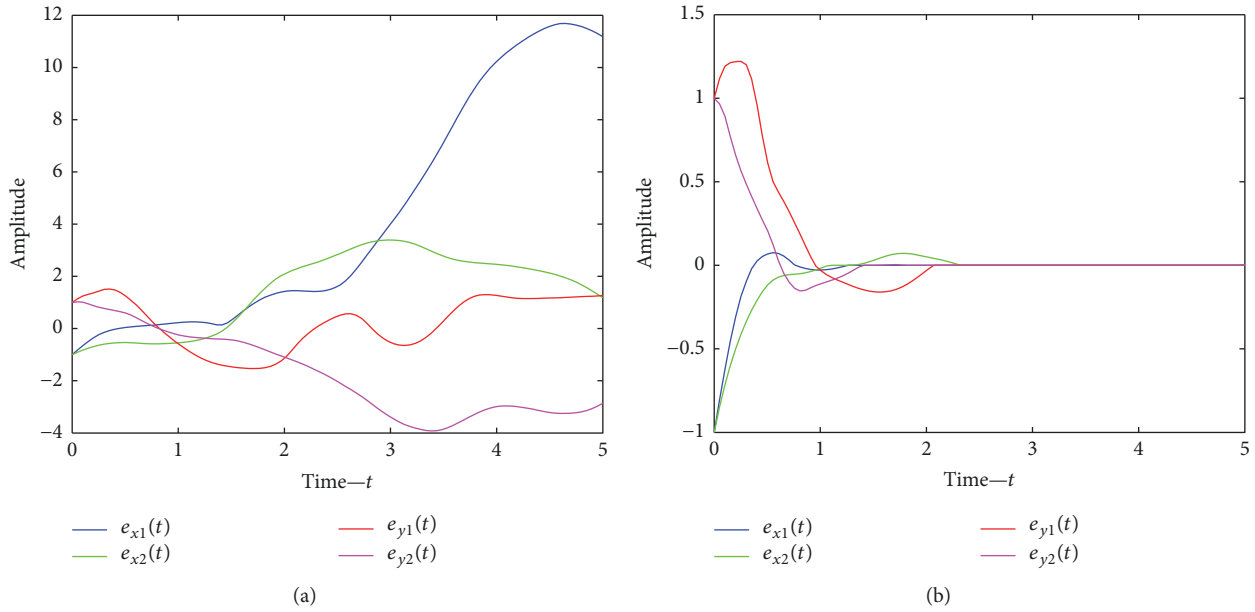 12
10
8
6
4
2
0
−2
−4
Amplitude
0 1 2 3 4 5
Time—t
e_{x1}(t)
e_{x2}(t)
e_{y1}(t)
e_{y2}(t)
(a)
1.5
1
0.5
0
−0.5
−1
Amplitude
0 1 2 3 4 5
Time—t
e_{x1}(t)
e_{x2}(t)
e_{y1}(t)
e_{y2}(t)
(b)